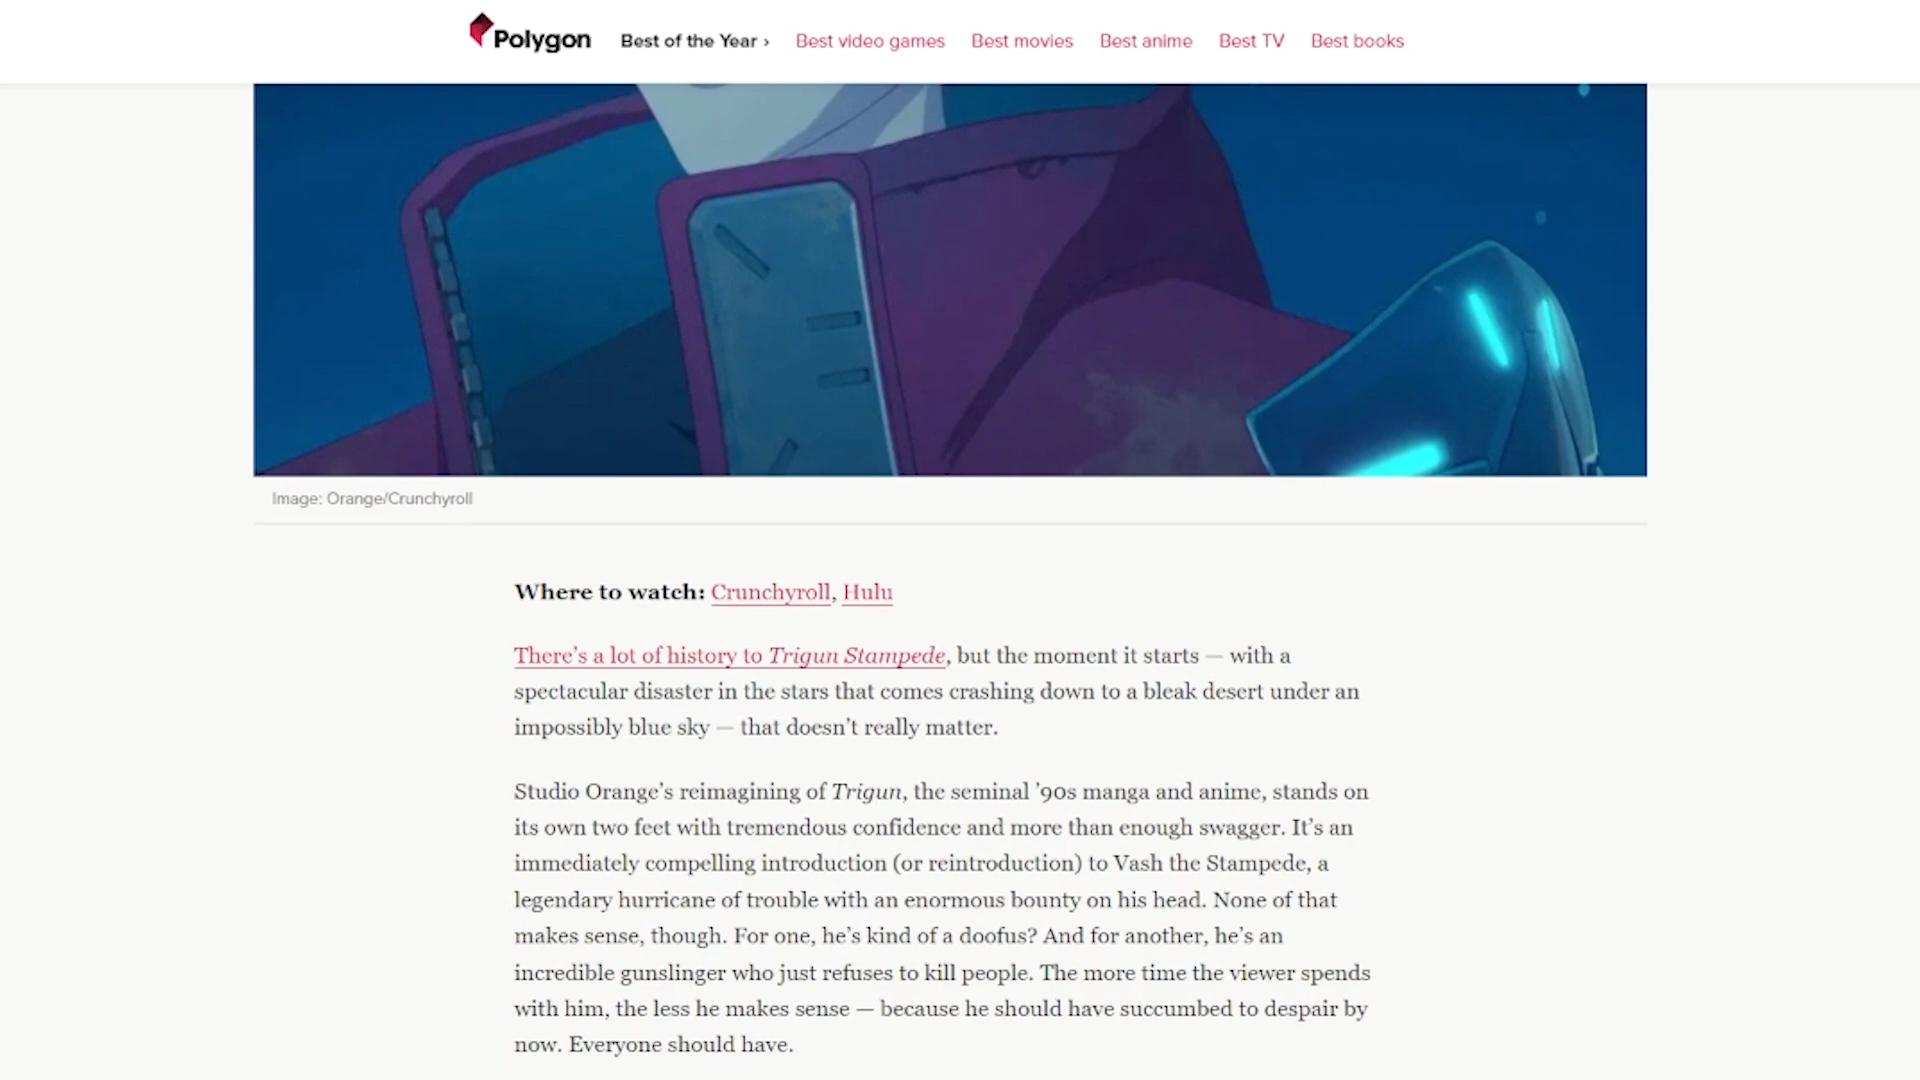 Polygon Best of the Year › Best video games Best movies Best anime Best TV Best books
Image: Orange/Crunchyroll
Where to watch: Crunchyroll, Hulu
There’s a lot of history to Trigun Stampede, but the moment it starts — with a
spectacular disaster in the stars that comes crashing down to a bleak desert under an
impossibly blue sky — that doesn’t really matter.
Studio Orange’s reimagining of Trigun, the seminal ’90s manga and anime, stands on
its own two feet with tremendous confidence and more than enough swagger. It’s an
immediately compelling introduction (or reintroduction) to Vash the Stampede, a
legendary hurricane of trouble with an enormous bounty on his head. None of that
makes sense, though. For one, he’s kind of a doofus? And for another, he’s an
incredible gunslinger who just refuses to kill people. The more time the viewer spends
with him, the less he makes sense — because he should have succumbed to despair by
now. Everyone should have.